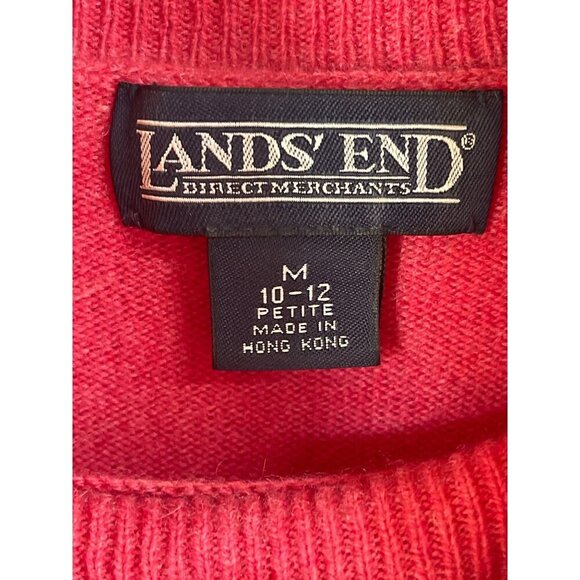 LANDS' END®
DIRECT MERCHANTS
M
10-12
PETITE
MADE IN
HONG KONG